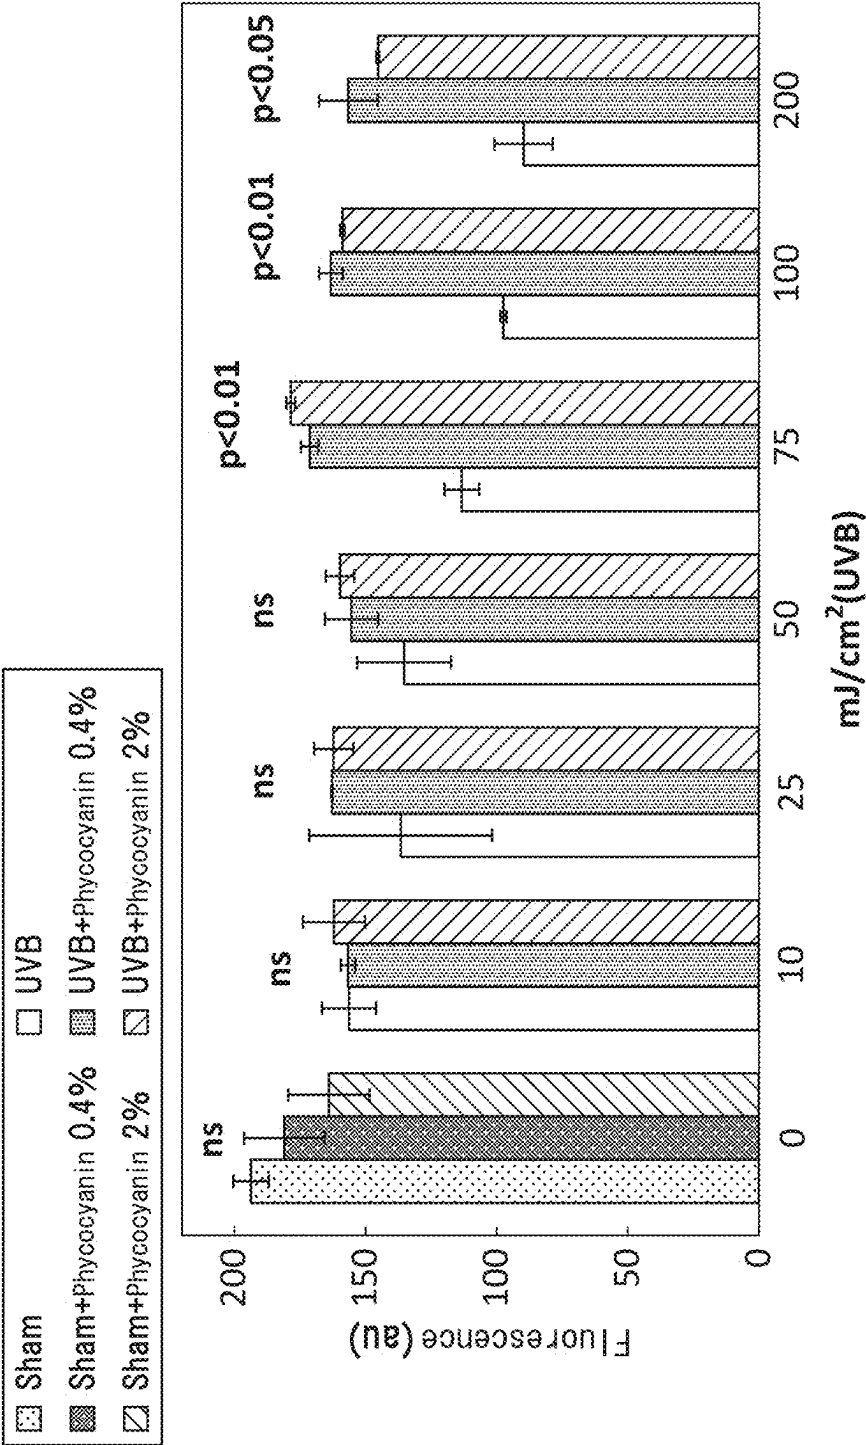 Sham
UVB
Sham+Phycocyanin 0.4%
UVB+Phycocyanin 0.4%
Sham+Phycocyanin 2%
UVB+Phycocyanin 2%
Fluorescence (au)
200
150
100
50
0
ns
ns
ns
ns
p<0.01
p<0.01
p<0.05
0
10
25
50
75
100
200
mJ/cm²(UVB)